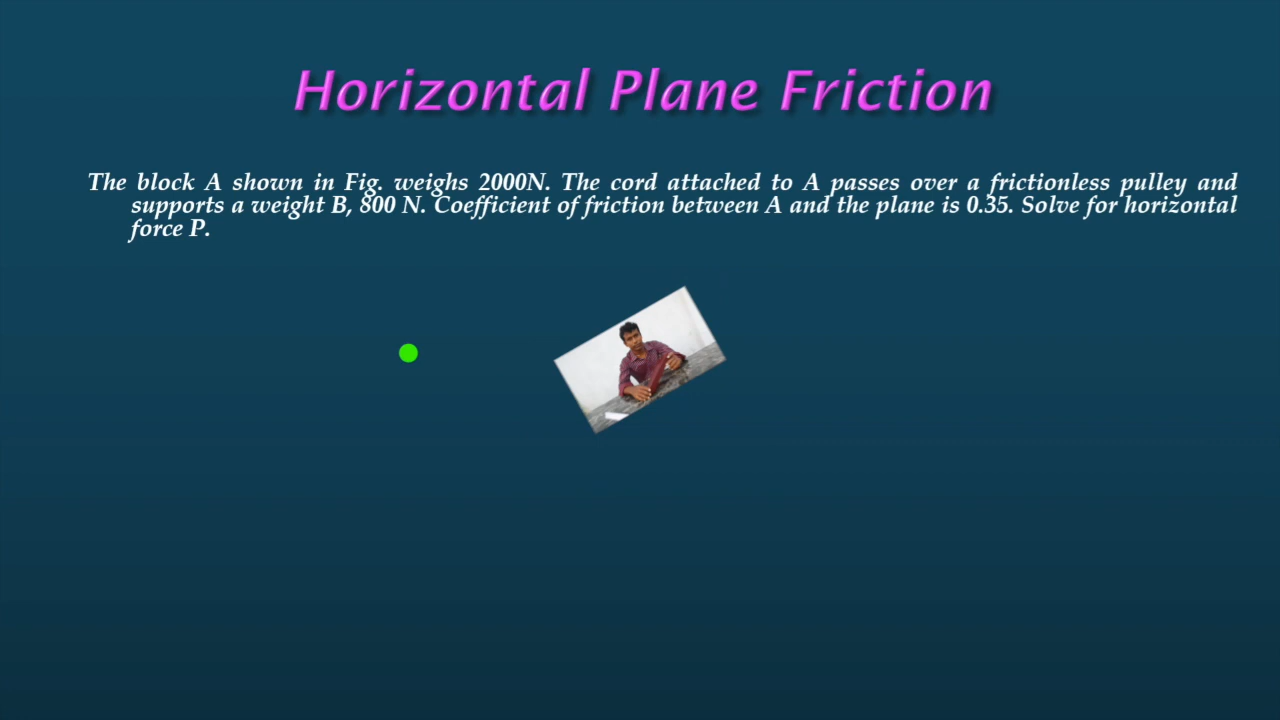 Horizontal Plane Friction
The block A shown in Fig. weighs 2000N. The cord attached to A passes over a frictionless pulley and
supports a weight B, 800 N. Coefficient of friction between A and the plane is 0.35. Solve for horizontal
force P.